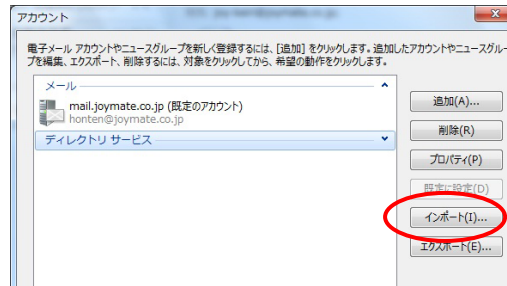 アカウント
電子メール アカウントやニュースグループを新しく登録するには、[追加] をクリックします。追加したアカウントやニュースグルー
プを編集、エクスポート、削除するには、対象をクリックしてから、希望の動作をクリックします。
メール
mail.joymate.co.jp (既定のアカウント)
honten@joymate.co.jp
ディレクトリ サービス
追加(A)...
削除(R)
プロパティ(P)
既定に設定(D)
インポート(I)...
エクスポート(E)...